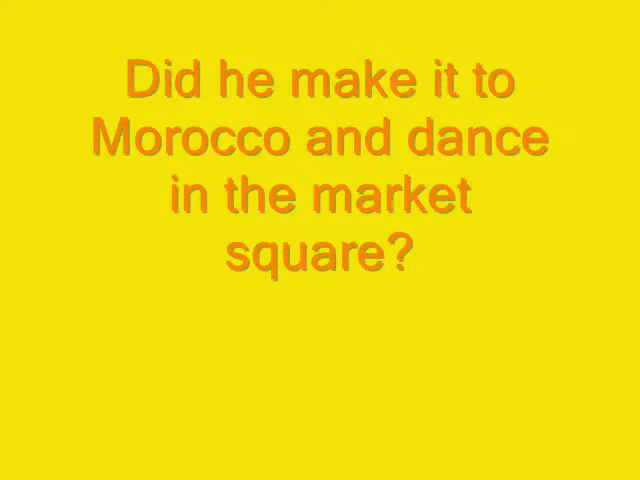 Did he make it to
Morocco and dance
in the market
square?